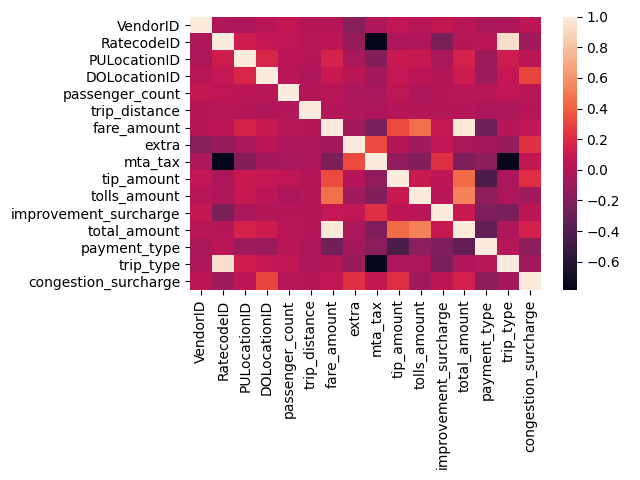 VendorID
RatecodeID
PULocationID
DOLocationID
passenger_count
trip_distance
fare_amount
extra
mta_tax
tip_amount
tolls_amount
improvement_surcharge
total_amount
payment_type
trip_type
congestion_surcharge
VendorID
RatecodeID
PULocationID
DOLocationID
passenger_count
trip_distance
fare_amount
extra
mta_tax
tip_amount
tolls_amount
improvement_surcharge
total_amount
payment_type
trip_type
congestion_surcharge
1.0
0.8
0.6
0.4
0.2
0.0
−0.2
−0.4
−0.6